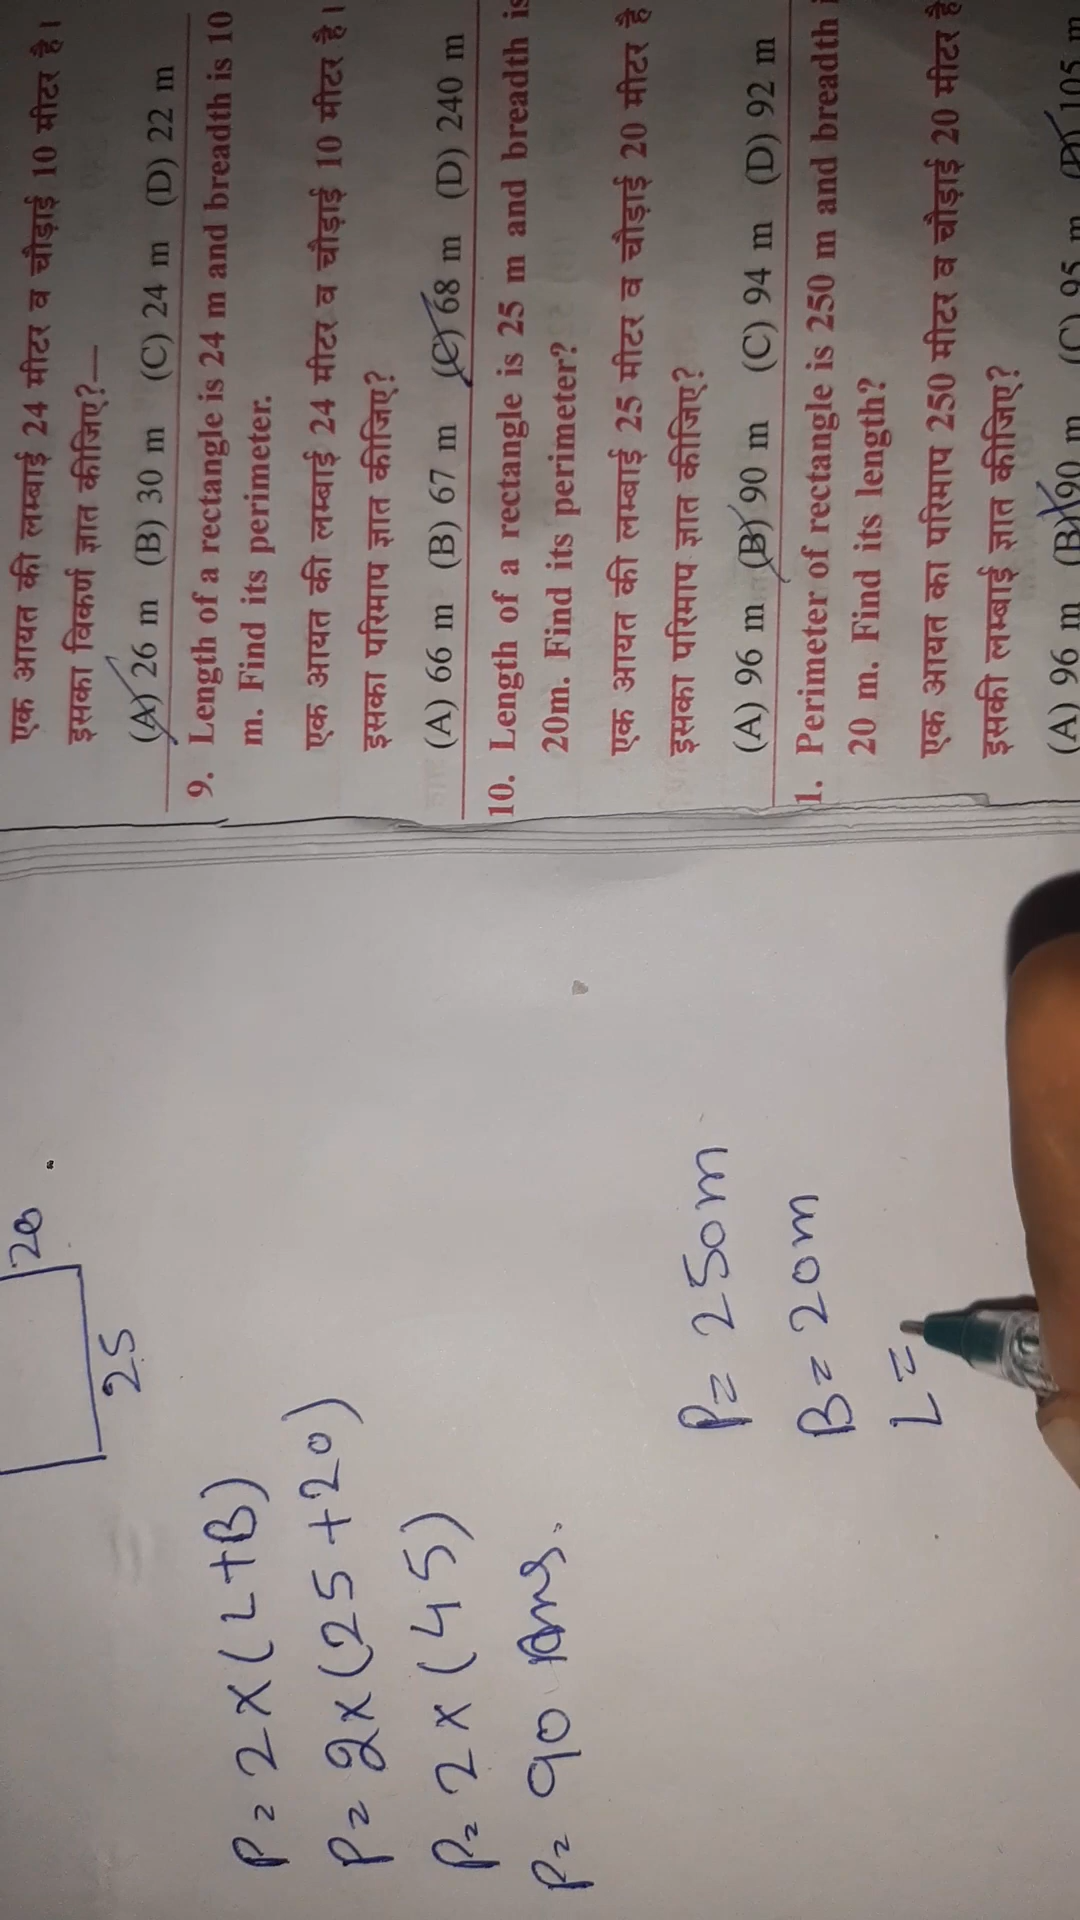 एक आयत की लम्बाई 24 मीटर व चौड़ाई 10 मीटर है।
इसका विकर्ण ज्ञात कीजिए?—
(A) 26 m (B) 30 m (C) 24 m (D) 22 m
9. Length of a rectangle is 24 m and breadth is 10
m. Find its perimeter.
एक आयत की लम्बाई 24 मीटर व चौड़ाई 10 मीटर है।
इसका परिमाप ज्ञात कीजिए?
(A) 66 m (B) 67 m (C) 68 m (D) 240 m
10. Length of a rectangle is 25 m and breadth is
20m. Find its perimeter?
एक आयत की लम्बाई 25 मीटर व चौड़ाई 20 मीटर है
इसका परिमाप ज्ञात कीजिए?
(A) 96 m (B) 90 m (C) 94 m (D) 92 m
1. Perimeter of rectangle is 250 m and breadth i
20 m. Find its length?
एक आयत का परिमाप 250 मीटर व चौड़ाई 20 मीटर है
इसकी लम्बाई ज्ञात कीजिए?
(A) 96 m (B) 90 m (C) 95 m (D) 105 m
20
25
P = 2 x (L+B)
P = 2 x (25+20)
P = 2 x (45)
P = 90 Ans.
P = 250m
B = 20m
L =